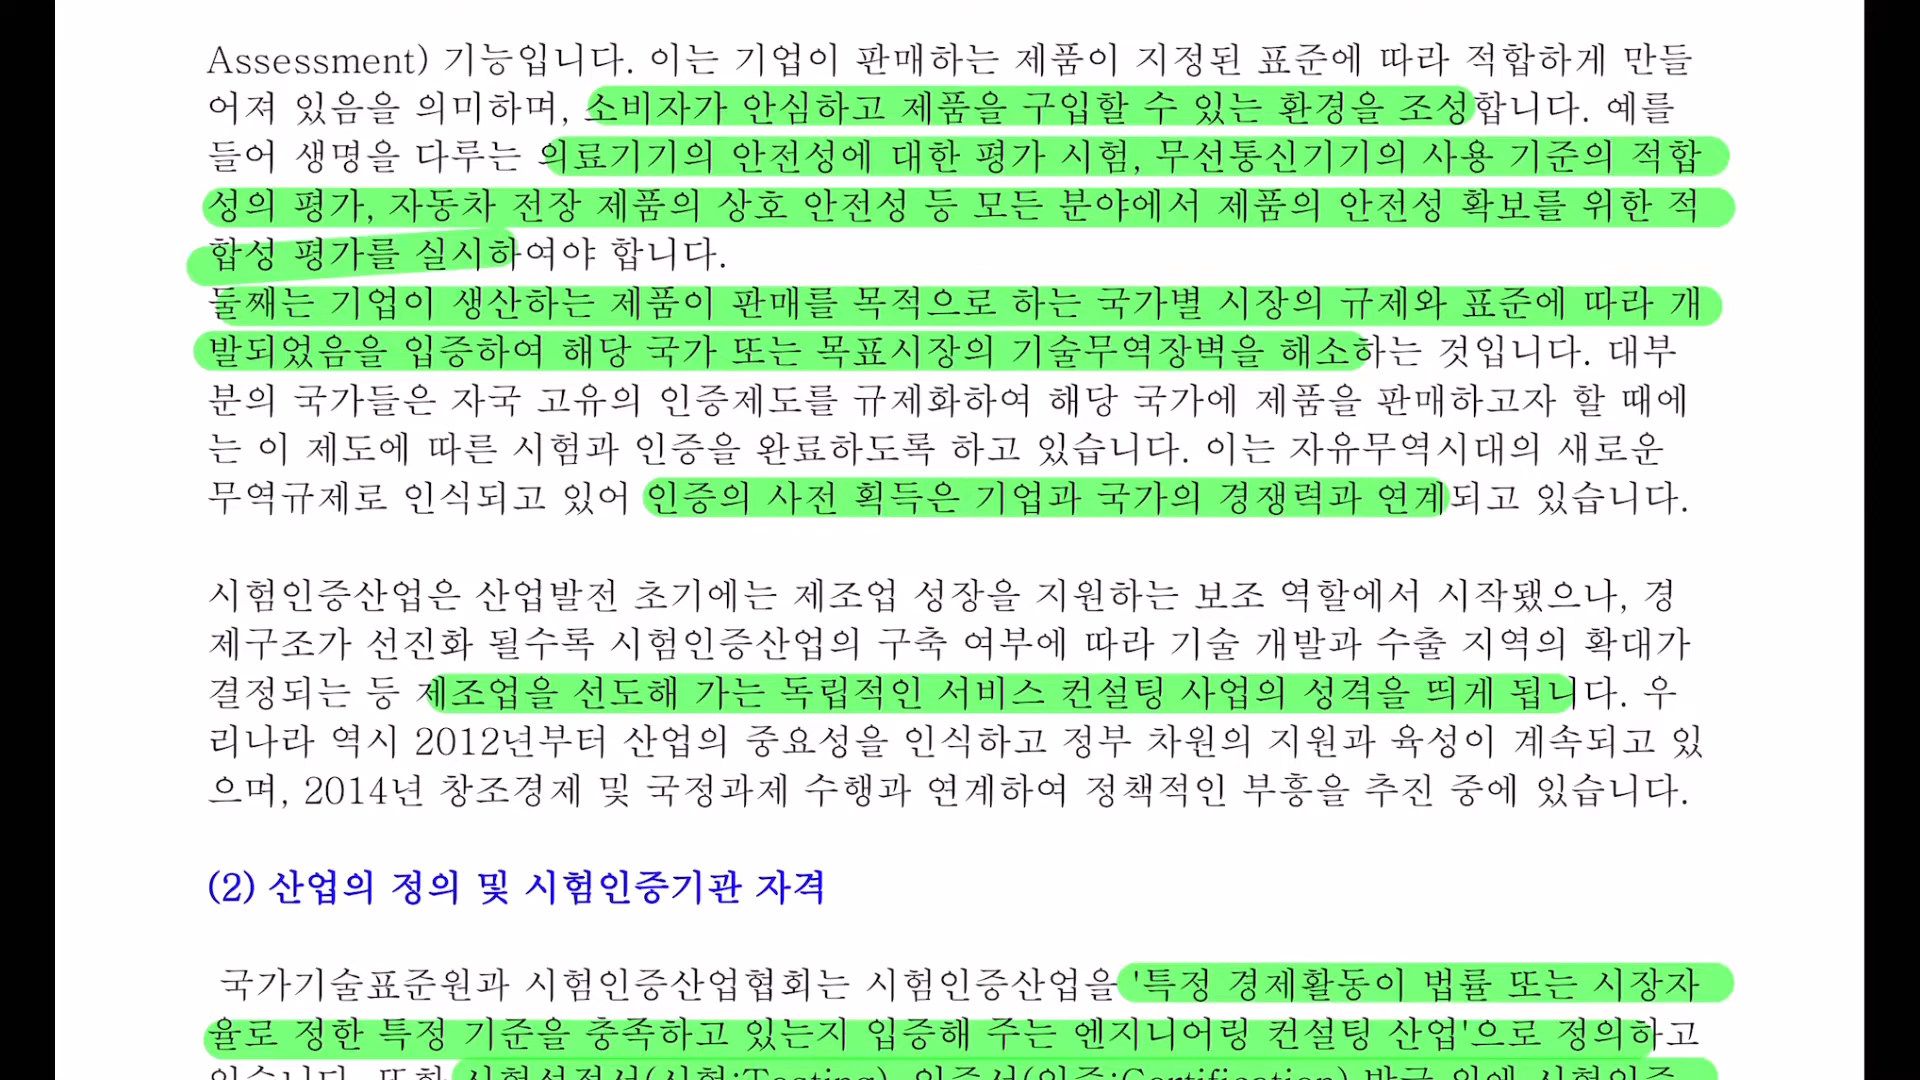 Assessment) 기능입니다. 이는 기업이 판매하는 제품이 지정된 표준에 따라 적합하게 만들
어져 있음을 의미하며, 소비자가 안심하고 제품을 구입할 수 있는 환경을 조성합니다. 예를
들어 생명을 다루는 의료기기의 안전성에 대한 평가 시험, 무선통신기기의 사용 기준의 적합
성의 평가, 자동차 전장 제품의 상호 안전성 등 모든 분야에서 제품의 안전성 확보를 위한 적
합성 평가를 실시하여야 합니다.
둘째는 기업이 생산하는 제품이 판매를 목적으로 하는 국가별 시장의 규제와 표준에 따라 개
발되었음을 입증하여 해당 국가 또는 목표시장의 기술무역장벽을 해소하는 것입니다. 대부
분의 국가들은 자국 고유의 인증제도를 규제화하여 해당 국가에 제품을 판매하고자 할 때에
는 이 제도에 따른 시험과 인증을 완료하도록 하고 있습니다. 이는 자유무역시대의 새로운
무역규제로 인식되고 있어 인증의 사전 획득은 기업과 국가의 경쟁력과 연계되고 있습니다.
시험인증산업은 산업발전 초기에는 제조업 성장을 지원하는 보조 역할에서 시작됐으나, 경
제구조가 선진화 될수록 시험인증산업의 구축 여부에 따라 기술 개발과 수출 지역의 확대가
결정되는 등 제조업을 선도해 가는 독립적인 서비스 컨설팅 사업의 성격을 띄게 됩니다. 우
리나라 역시 2012년부터 산업의 중요성을 인식하고 정부 차원의 지원과 육성이 계속되고 있
으며, 2014년 창조경제 및 국정과제 수행과 연계하여 정책적인 부흥을 추진 중에 있습니다.
(2) 산업의 정의 및 시험인증기관 자격
국가기술표준원과 시험인증산업협회는 시험인증산업을 '특정 경제활동이 법률 또는 시장자
율로 정한 특정 기준을 충족하고 있는지 입증해 주는 엔지니어링 컨설팅 산업'으로 정의하고
있습니다. 또한 시험성적서(시험:Testing), 인증서(인증:Certification) 발급 외에 시험인증